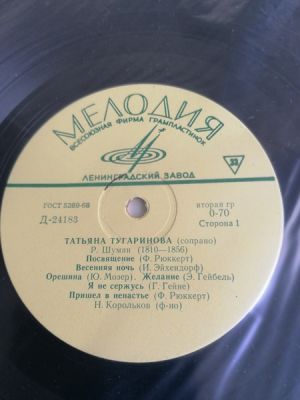 МЕЛОДИЯ
ВСЕСОЮЗНАЯ ФИРМА ГРАМПЛАСТИНОК
33
ЛЕНИНГРАДСКИЙ ЗАВОД
ГОСТ 5289-68
вторая гр
Д-24183
0-70
Сторона 1
ТАТЬЯНА ТУГАРИНОВА (сопрано)
Р. Шуман (1810—1856)
Посвящение (Ф. Рюккерт)
Весенняя ночь (И. Эйхендорф)
Орешина (Ю. Мозер). Желание (Э. Гейбель)
Я не сержусь (Г. Гейне)
Пришел в ненастье (Ф. Рюккерт)
Н. Корольков (ф-но)